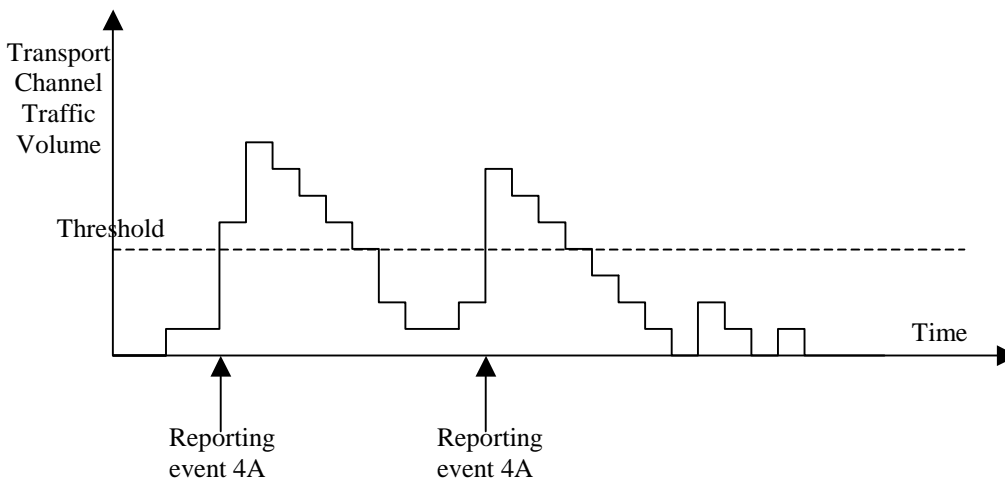 Transport
Channel
Traffic
Volume
Threshold
Time
Reporting
event 4A
Reporting
event 4A